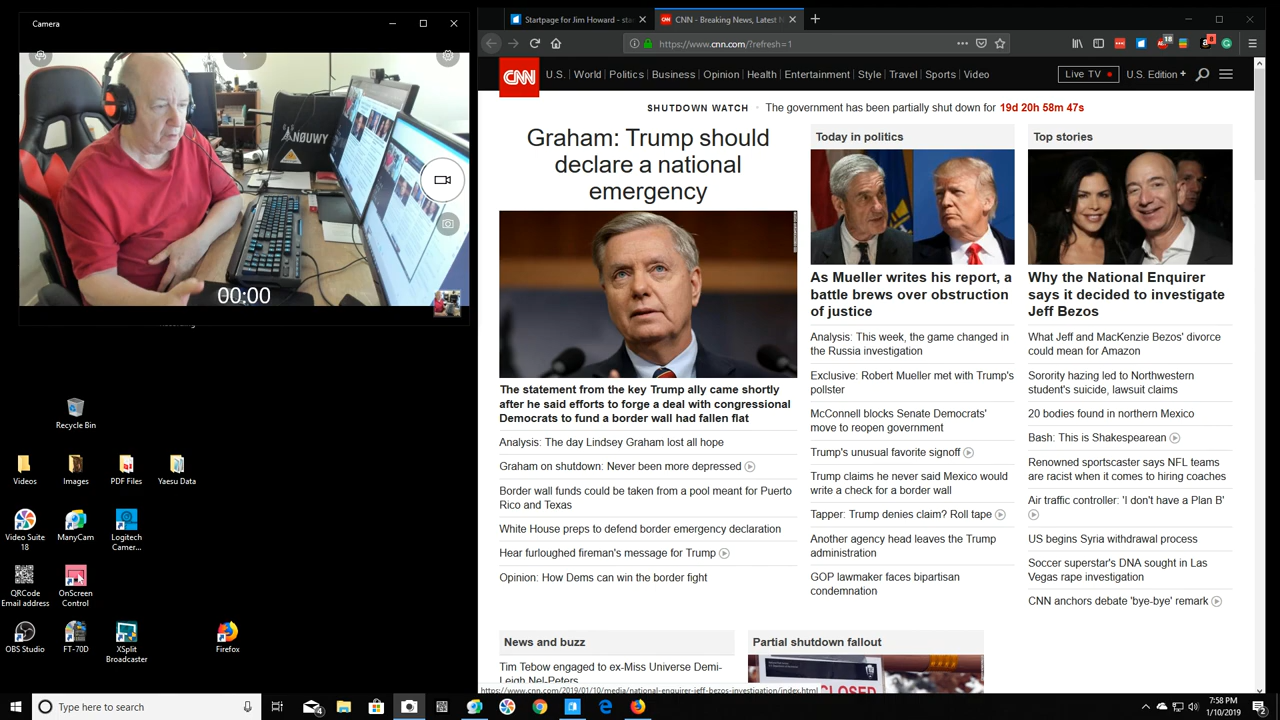 Camera
Startpage for Jim Howard - sta
CNN - Breaking News, Latest N
https://www.cnn.com/?refresh=1
18
CNN
U.S.
World
Politics
Business
Opinion
Health
Entertainment
Style
Travel
Sports
Video
Live TV
U.S. Edition +
SHUTDOWN WATCH
The government has been partially shut down for 19d 20h 58m 47s
Graham: Trump should
declare a national
emergency
The statement from the key Trump ally came shortly
after he said efforts to forge a deal with congressional
Democrats to fund a border wall had fallen flat
Analysis: The day Lindsey Graham lost all hope
Graham on shutdown: Never been more depressed
Border wall funds could be taken from a pool meant for Puerto
Rico and Texas
White House preps to defend border emergency declaration
Hear furloughed fireman's message for Trump
Opinion: How Dems can win the border fight
Today in politics
As Mueller writes his report, a
battle brews over obstruction
of justice
Analysis: This week, the game changed in
the Russia investigation
Exclusive: Robert Mueller met with Trump's
pollster
McConnell blocks Senate Democrats'
move to reopen government
Trump's unusual favorite signoff
Trump claims he never said Mexico would
write a check for a border wall
Tapper: Trump denies claim? Roll tape
Another agency head leaves the Trump
administration
GOP lawmaker faces bipartisan
condemnation
Top stories
Why the National Enquirer
says it decided to investigate
Jeff Bezos
What Jeff and MacKenzie Bezos' divorce
could mean for Amazon
Sorority hazing led to Northwestern
student's suicide, lawsuit claims
20 bodies found in northern Mexico
Bash: This is Shakespearean
Renowned sportscaster says NFL teams
are racist when it comes to hiring coaches
Air traffic controller: 'I don't have a Plan B'
US begins Syria withdrawal process
Soccer superstar's DNA sought in Las
Vegas rape investigation
CNN anchors debate 'bye-bye' remark
News and buzz
Tim Tebow engaged to ex-Miss Universe Demi-
Leigh Nel-Peters
Partial shutdown fallout
CLOSED
https://www.cnn.com/2019/01/10/media/national-enquirer-jeff-bezos-investigation/index.html
ANØUWY
00:00
Recycle Bin
Videos
Images
PDF Files
Yaesu Data
Video Suite
18
ManyCam
Logitech
Camer...
QRCode
Email address
OnScreen
Control
OBS Studio
FT-70D
XSplit
Broadcaster
Firefox
Type here to search
4
7:58 PM
1/10/2019
2